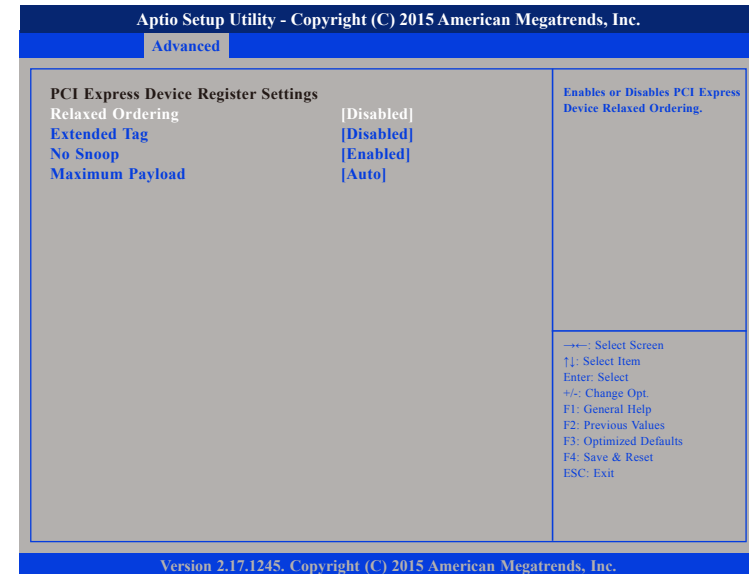 Aptio Setup Utility - Copyright (C) 2015 American Megatrends, Inc.
Advanced
PCI Express Device Register Settings
Relaxed Ordering [Disabled]
Extended Tag [Disabled]
No Snoop [Enabled]
Maximum Payload [Auto]
Enables or Disables PCI Express
Device Relaxed Ordering.
→←: Select Screen
↑↓: Select Item
Enter: Select
+/-: Change Opt.
F1: General Help
F2: Previous Values
F3: Optimized Defaults
F4: Save & Reset
ESC: Exit
Version 2.17.1245. Copyright (C) 2015 American Megatrends, Inc.